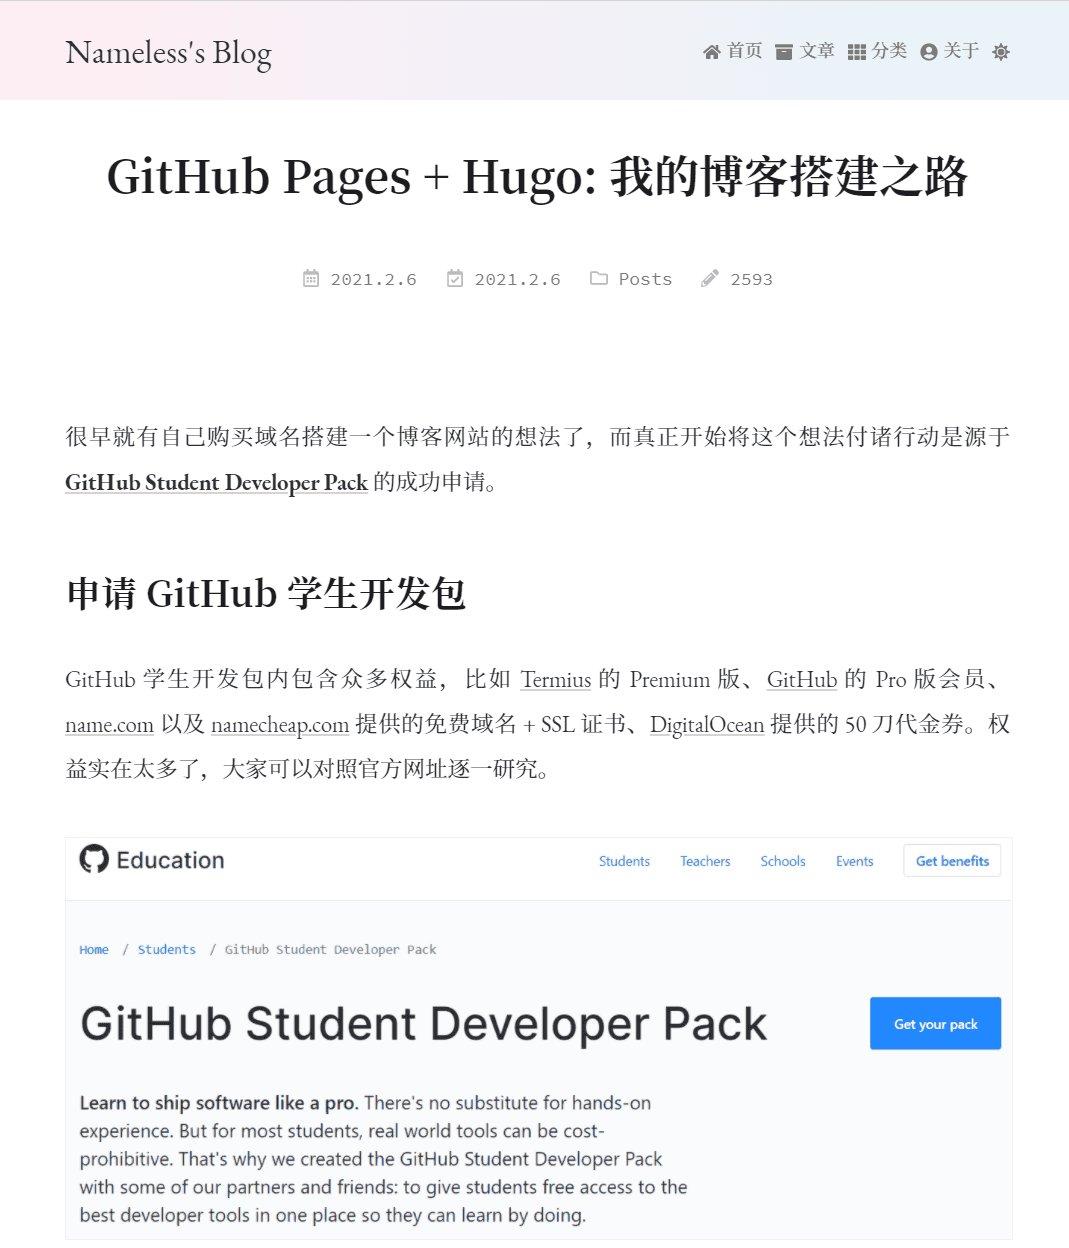 Nameless's Blog
首页 文章 分类 关于
GitHub Pages + Hugo: 我的博客搭建之路
2021.2.6 2021.2.6 Posts 2593
很早就有自己购买域名搭建一个博客网站的想法了，而真正开始将这个想法付诸行动是源于
GitHub Student Developer Pack 的成功申请。
申请 GitHub 学生开发包
GitHub 学生开发包内包含众多权益，比如 Termius 的 Premium 版、GitHub 的 Pro 版会员、
name.com 以及 namecheap.com 提供的免费域名 + SSL 证书、DigitalOcean 提供的 50 刀代金券。权
益实在太多了，大家可以对照官方网址逐一研究。
Education
Students Teachers Schools Events Get benefits
Home / Students / GitHub Student Developer Pack
GitHub Student Developer Pack
Get your pack
Learn to ship software like a pro. There's no substitute for hands-on
experience. But for most students, real world tools can be cost-
prohibitive. That's why we created the GitHub Student Developer Pack
with some of our partners and friends: to give students free access to the
best developer tools in one place so they can learn by doing.